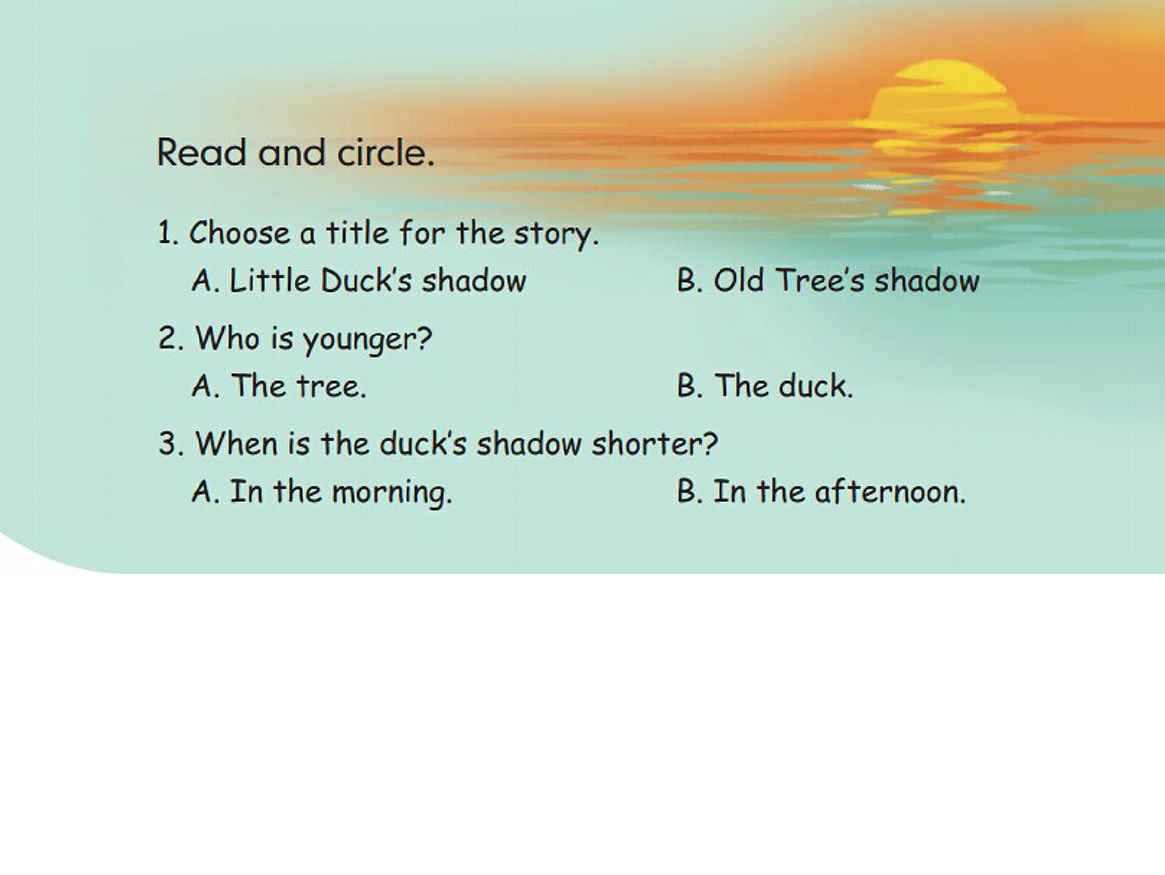 Read and circle.
1. Choose a title for the story.
A. Little Duck's shadow B. Old Tree's shadow
2. Who is younger?
A. The tree. B. The duck.
3. When is the duck's shadow shorter?
A. In the morning. B. In the afternoon.